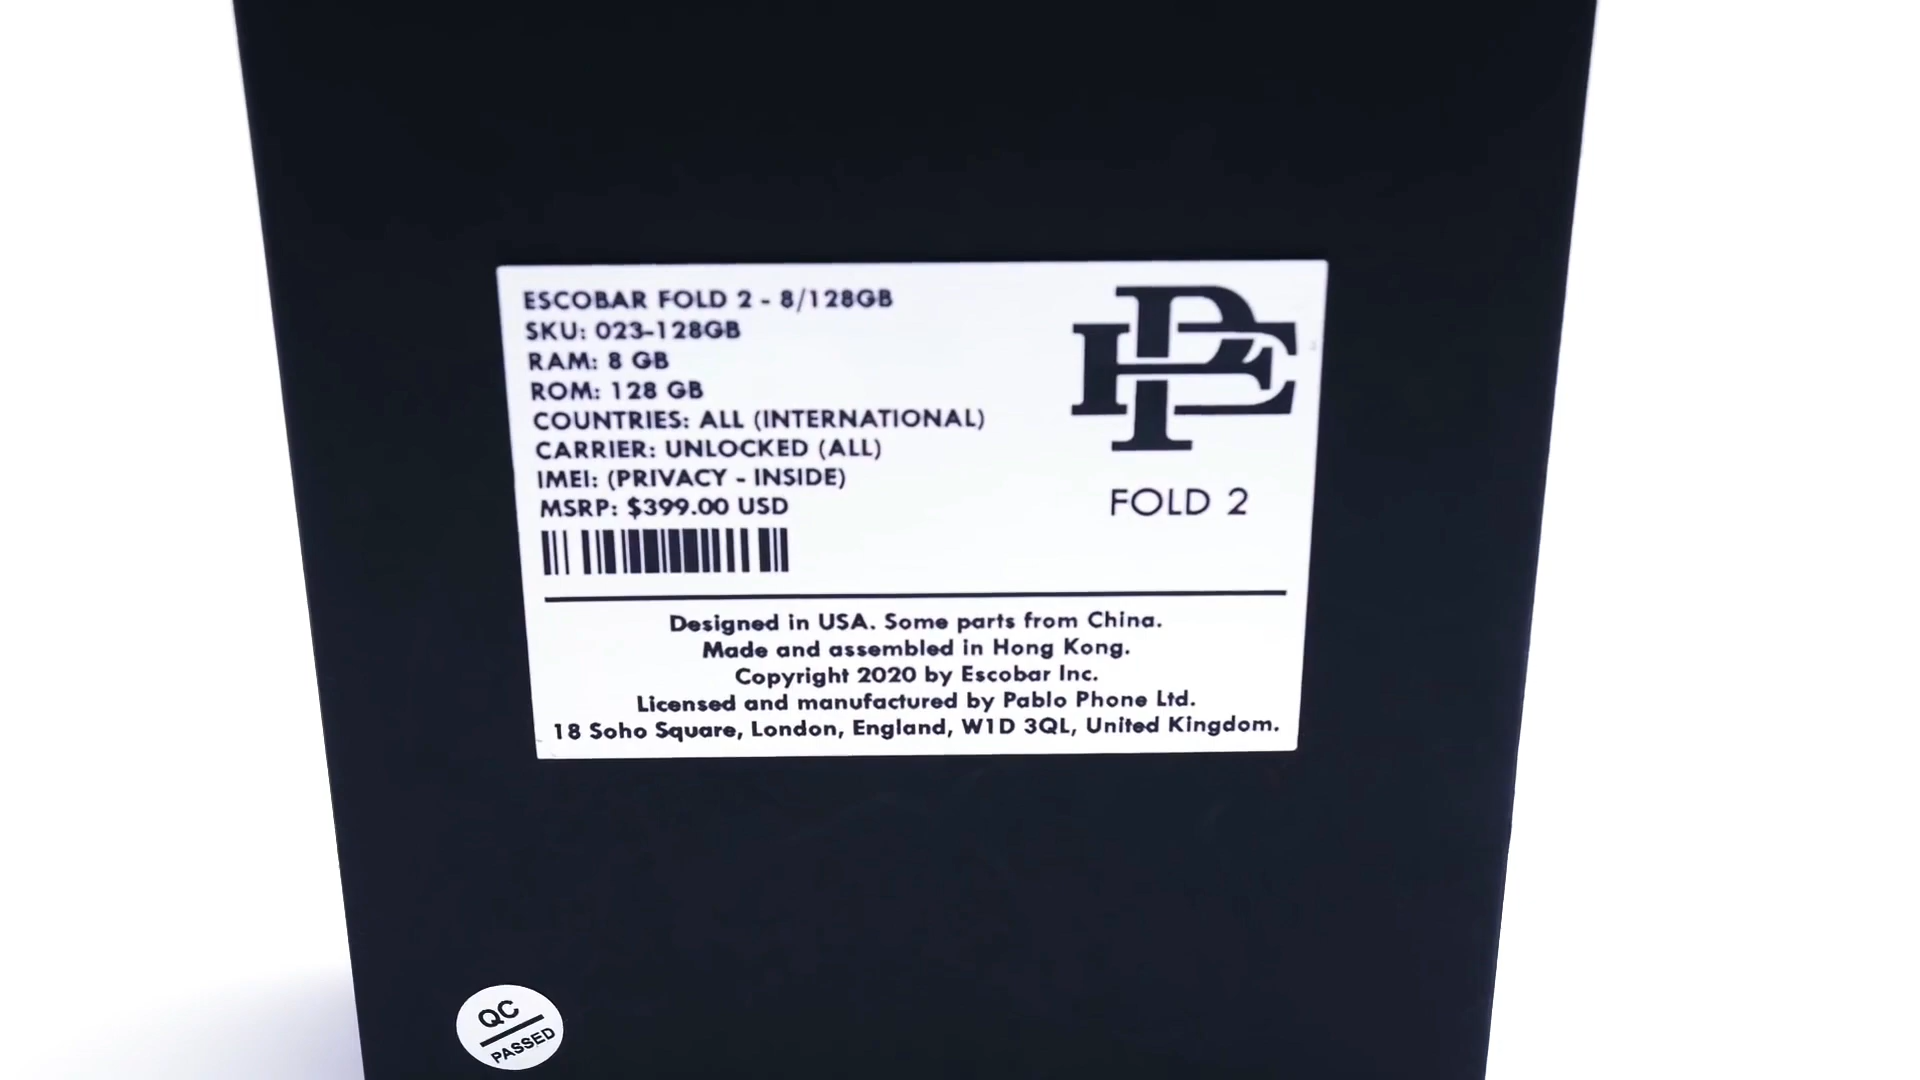 ESCOBAR FOLD 2 - 8/128GB
SKU: 023-128GB
RAM: 8 GB
ROM: 128 GB
COUNTRIES: ALL (INTERNATIONAL)
CARRIER: UNLOCKED (ALL)
IMEI: (PRIVACY - INSIDE)
MSRP: $399.00 USD
PE
FOLD 2
Designed in USA. Some parts from China.
Made and assembled in Hong Kong.
Copyright 2020 by Escobar Inc.
Licensed and manufactured by Pablo Phone Ltd.
18 Soho Square, London, England, W1D 3QL, United Kingdom.
QC
PASSED